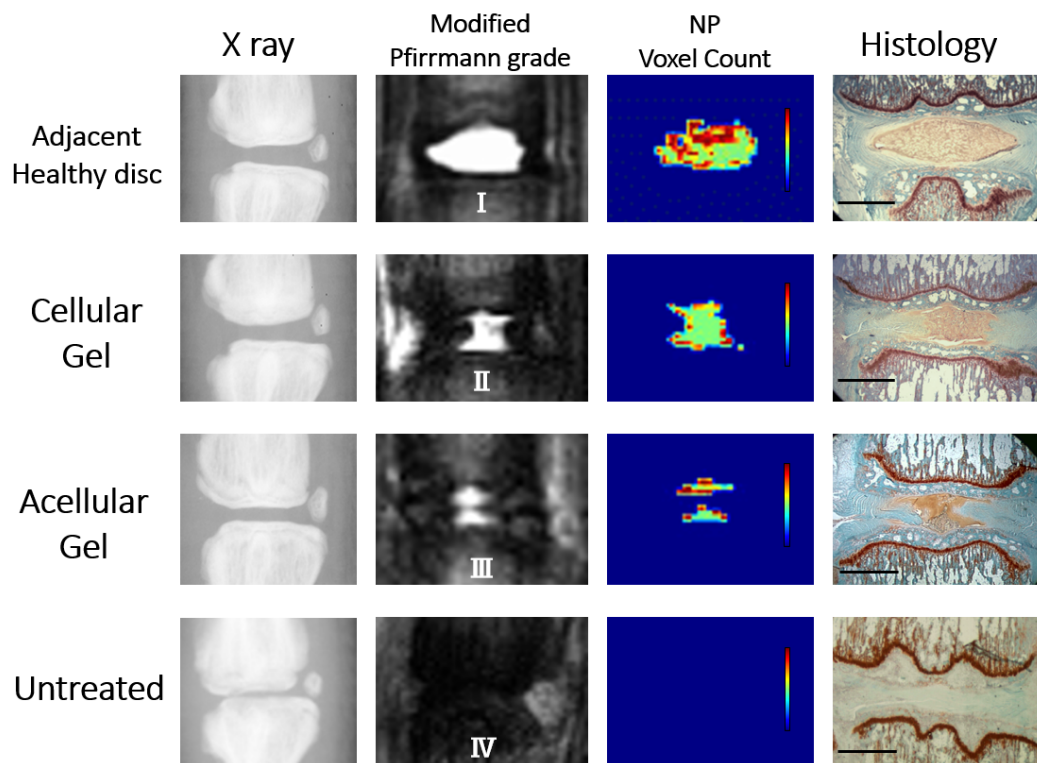 X ray
Modified
Pfirrmann grade
NP
Voxel Count
Histology
Adjacent
Healthy disc
I
Cellular
Gel
II
Acellular
Gel
III
Untreated
IV